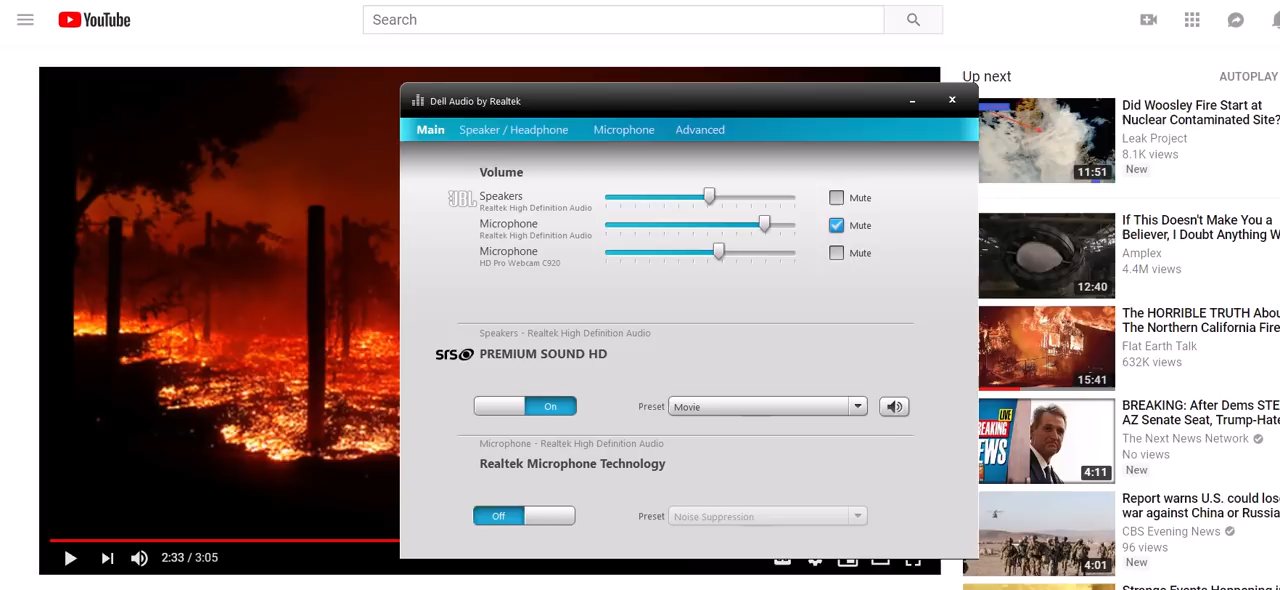 YouTube
Search
Up next
AUTOPLAY
Dell Audio by Realtek
Main
Speaker / Headphone
Microphone
Advanced
Volume
JBL
Speakers
Realtek High Definition Audio
Mute
Microphone
Realtek High Definition Audio
Mute
Microphone
HD Pro Webcam C920
Mute
Speakers - Realtek High Definition Audio
SRS PREMIUM SOUND HD
On
Preset
Movie
Microphone - Realtek High Definition Audio
Realtek Microphone Technology
Off
Preset
Noise Suppression
2:33 / 3:05
Did Woosley Fire Start at
Nuclear Contaminated Site?
Leak Project
8.1K views
New
11:51
If This Doesn't Make You a
Believer, I Doubt Anything W
Amplex
4.4M views
12:40
The HORRIBLE TRUTH Abou
The Northern California Fire
Flat Earth Talk
632K views
15:41
BREAKING: After Dems STE
AZ Senate Seat, Trump-Hate
The Next News Network
No views
New
LIVE
BREAKING
NEWS
4:11
Report warns U.S. could los
war against China or Russia
CBS Evening News
96 views
New
4:01
Strange Events Happening i